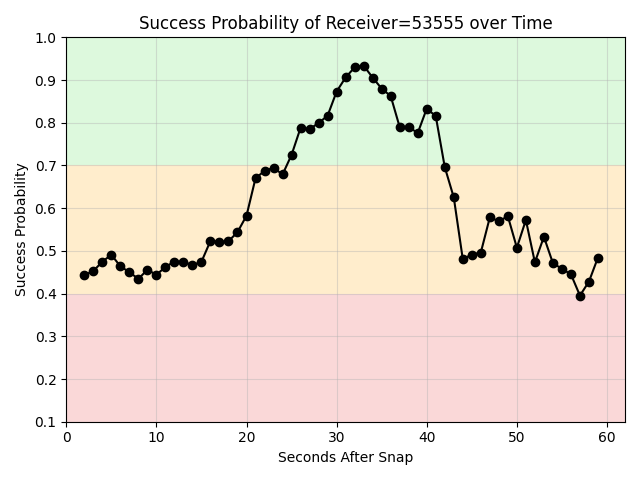 Success Probability of Receiver=53555 over Time
1.0
0.9
0.8
0.7
0.6
0.5
0.4
0.3
0.2
0.1
Success Probability
0 10 20 30 40 50 60
Seconds After Snap